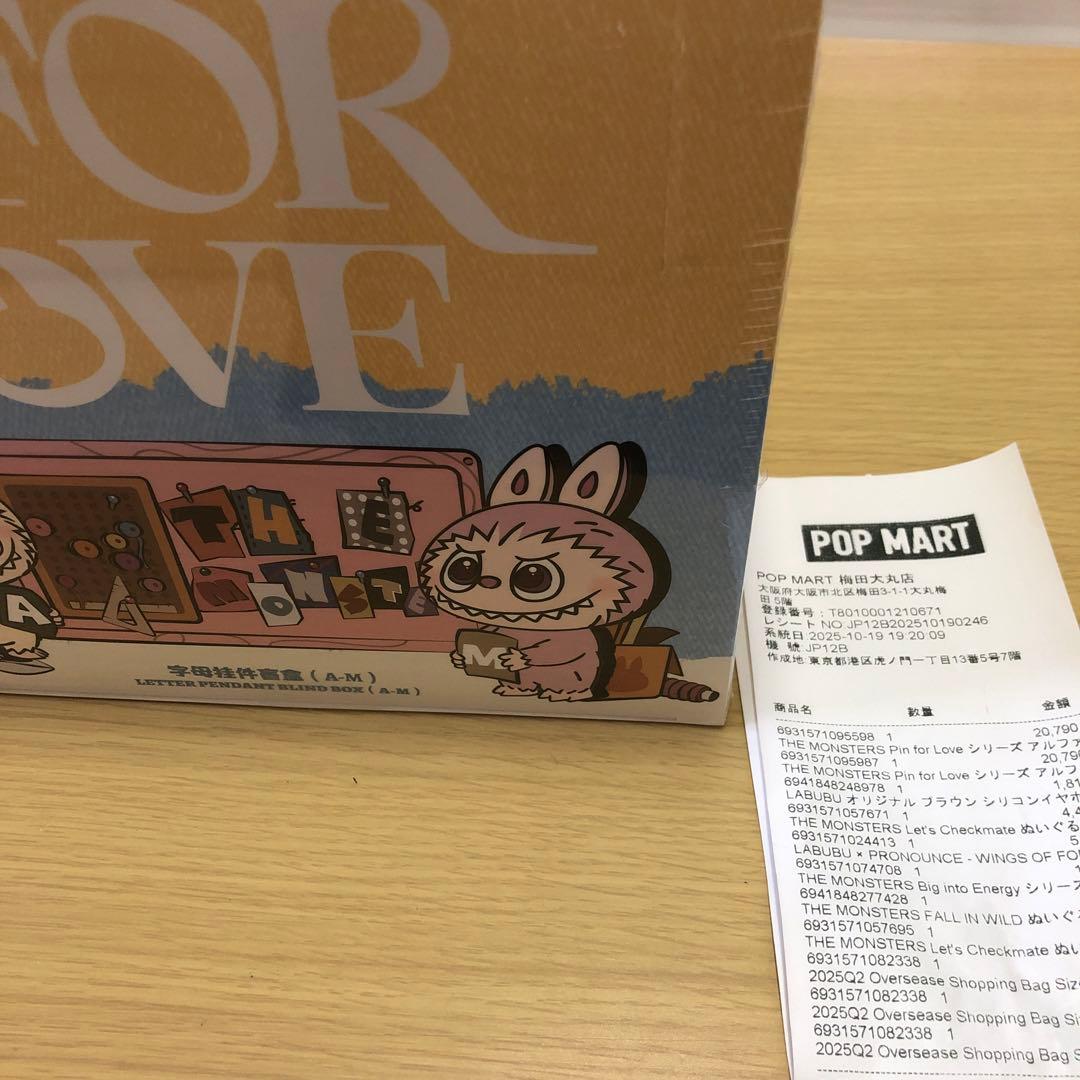 FOR
OVE
THE
MONSTE
A
M
字母挂件盲盒(A-M)
LETTER PENDANT BLIND BOX(A-M)
POP MART
POP MART 梅田大丸店
大阪府大阪市北区梅田3-1-1大丸梅
田 5階
登録番号:T8010001210671
レシート NO:JP12B202510190246
系統日 2025-10-19 19:20:09
機 號 JP12B
作成地:東京都港区虎ノ門一丁目13番5号7階
商品名 数量 金額
6931571095598 1 20,790
THE MONSTERS Pin for Love シリーズ アルファ
6931571095987 1 20,790
THE MONSTERS Pin for Love シリーズ アルフ
6941848248978 1 1,81
LABUBU オリジナル ブラウン シリコンイヤホ
6931571057671 1 4,4
THE MONSTERS Let's Checkmate ぬいぐる
6931571024413 1 5
LABUBU × PRONOUNCE - WINGS OF FO
6931571074708 1 1
THE MONSTERS Big into Energy シリーズ
6941848277428 1
THE MONSTERS FALL IN WILD ぬいぐる
6931571057695 1
THE MONSTERS Let's Checkmate ぬい
6931571082338 1
2025Q2 Oversease Shopping Bag Size
6931571082338 1
2025Q2 Oversease Shopping Bag Si
6931571082338 1
2025Q2 Oversease Shopping Bag S